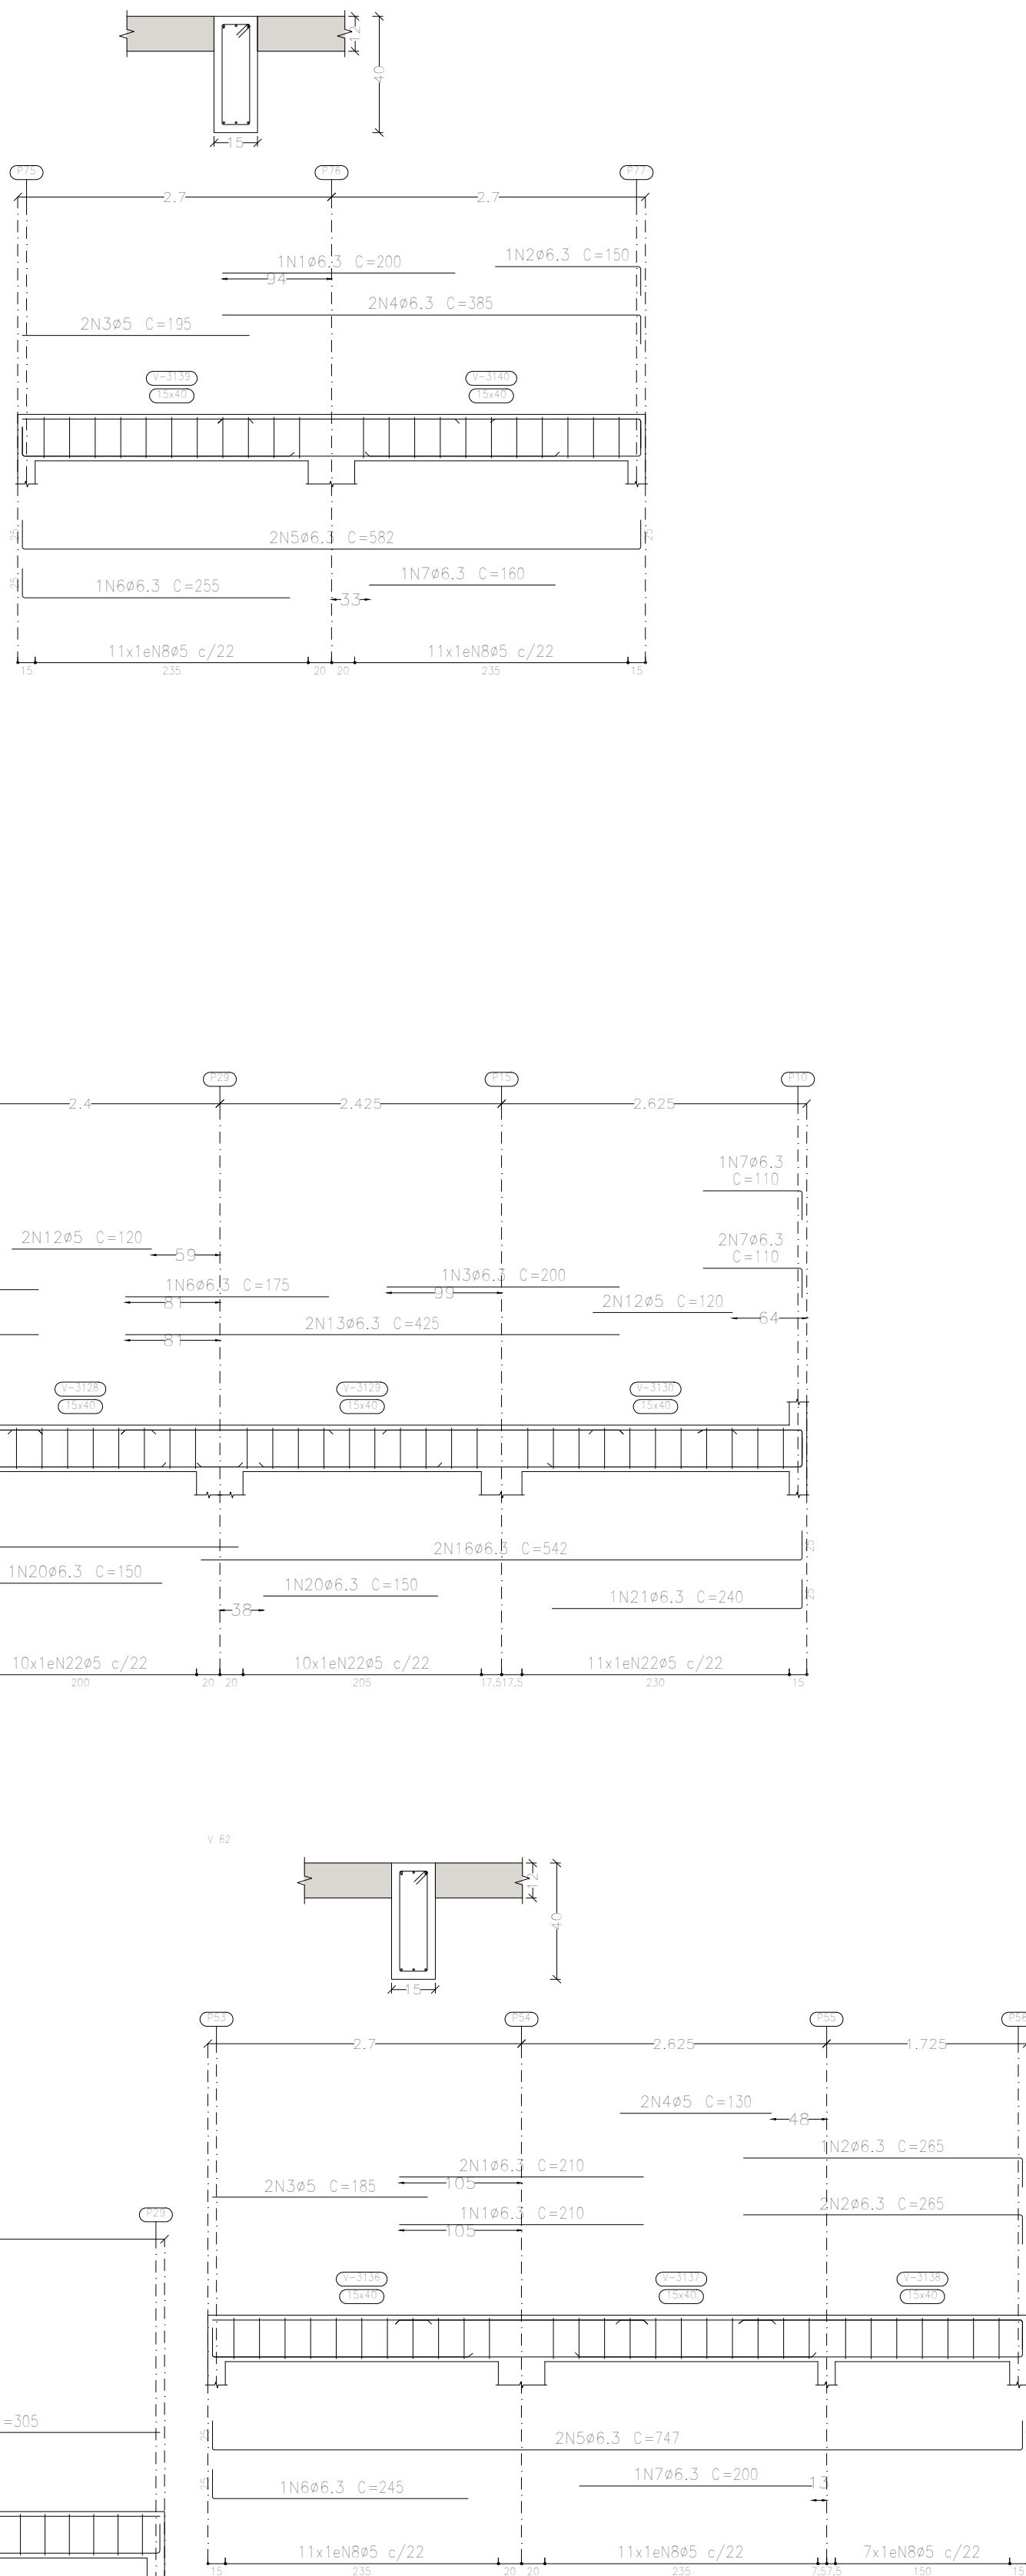 12
40
15
P75 P76 P77
2.7 2.7
1N1ø6.3 C=200 1N2ø6.3 C=150
94
2N4ø6.3 C=385
2N3ø5 C=195
V-3139 V-3140
15x40 15x40
25 2N5ø6.3 C=582 25
25 1N6ø6.3 C=255 1N7ø6.3 C=160
33
11x1eN8ø5 c/22 11x1eN8ø5 c/22
15 235 20 20 235 15
P29 P15 P10
2.4 2.425 2.625
1N7ø6.3
C=110
2N12ø5 C=120 2N7ø6.3
59 C=110
1N6ø6.3 C=175 1N3ø6.3 C=200
81 99
2N12ø5 C=120
64
2N13ø6.3 C=425
81
V-3128 V-3129 V-3130
15x40 15x40 15x40
2N16ø6.3 C=542 25
1N20ø6.3 C=150 1N20ø6.3 C=150 1N21ø6.3 C=240 25
38
10x1eN22ø5 c/22 10x1eN22ø5 c/22 11x1eN22ø5 c/22
200 20 20 205 17.517.5 230 15
V 62
12
40
15
P53 P54 P55 P56
2.7 2.625 1.725
2N4ø5 C=130
48
1N2ø6.3 C=265
2N1ø6.3 C=210
2N3ø5 C=185 105
2N2ø6.3 C=265
1N1ø6.3 C=210
105
P29
V-3136 V-3137 V-3138
15x40 15x40 15x40
=305
25 2N5ø6.3 C=747
25 1N6ø6.3 C=245 1N7ø6.3 C=200 13
11x1eN8ø5 c/22 11x1eN8ø5 c/22 7x1eN8ø5 c/22
15 235 20 20 235 7.57.5 150 15